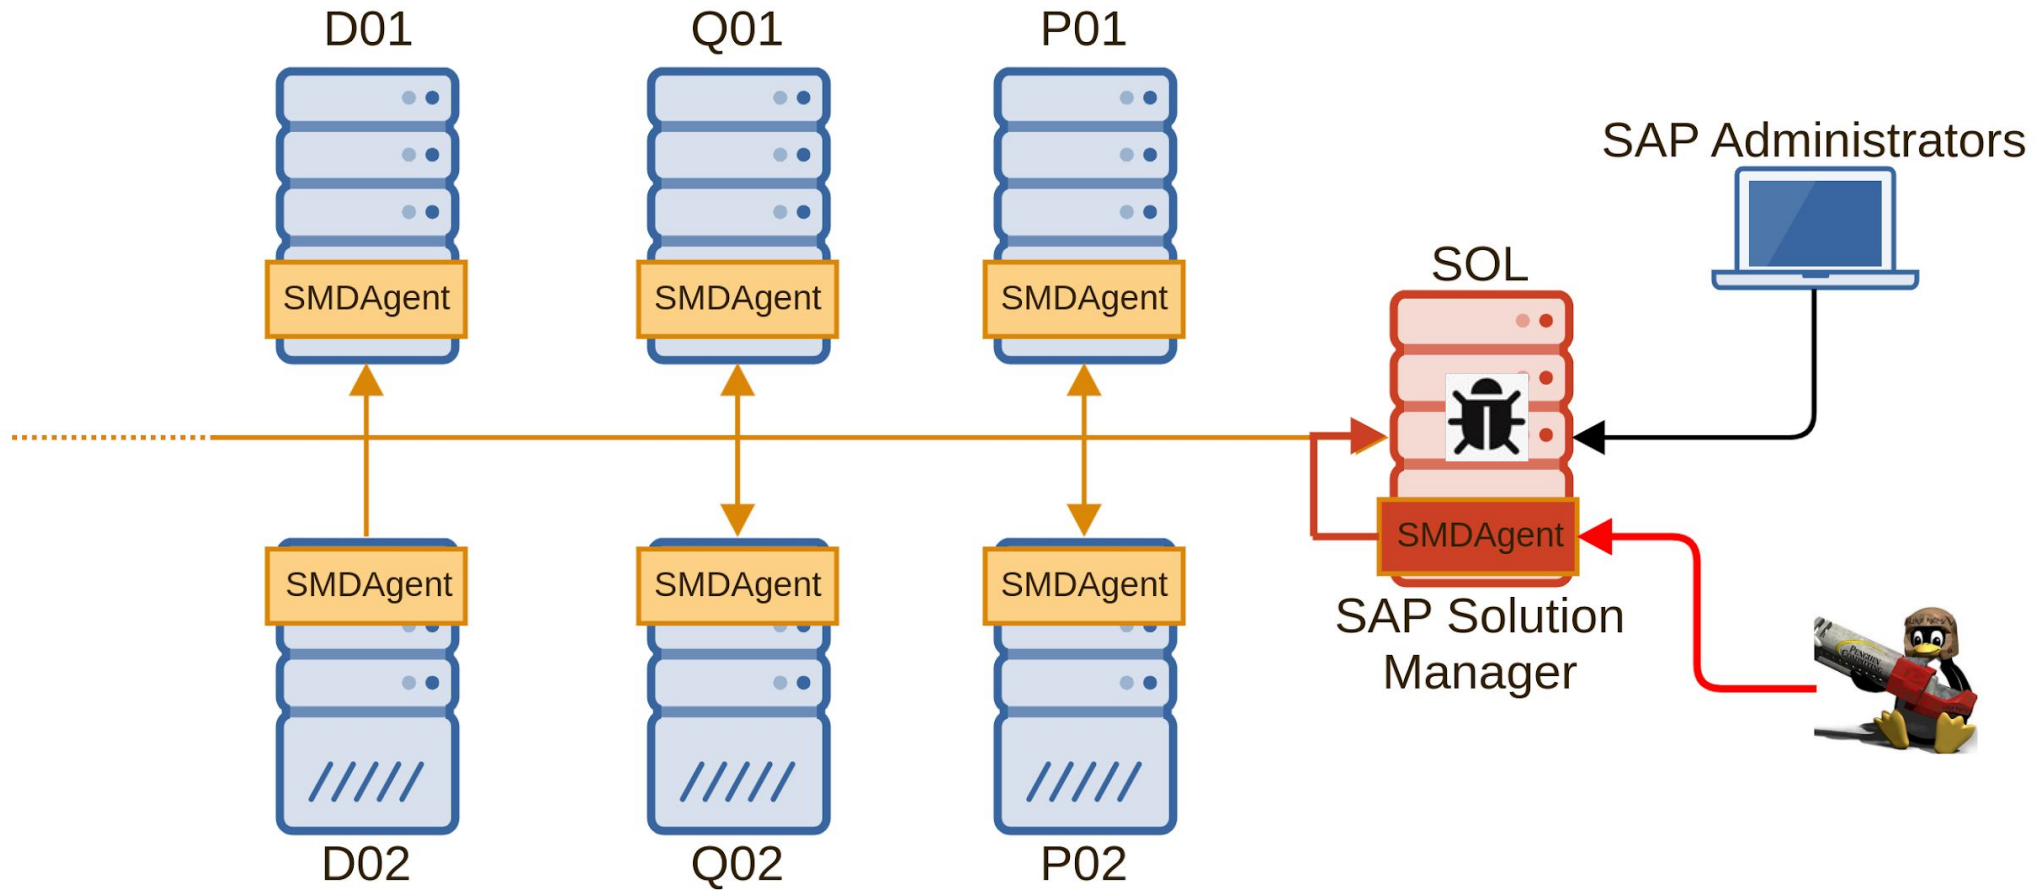 D01
Q01
P01
SAP Administrators
SOL
SMDAgent
SMDAgent
SMDAgent
SMDAgent
SMDAgent
SMDAgent
SMDAgent
SAP Solution
Manager
D02
Q02
P02